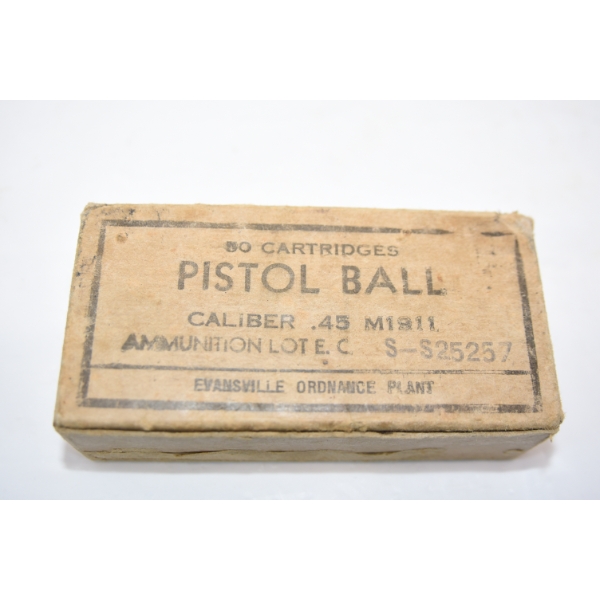 50 CARTRIDGES
PISTOL BALL
CALIBER .45 M1911
AMMUNITION LOT E. C. S-S25257
EVANSVILLE ORDNANCE PLANT